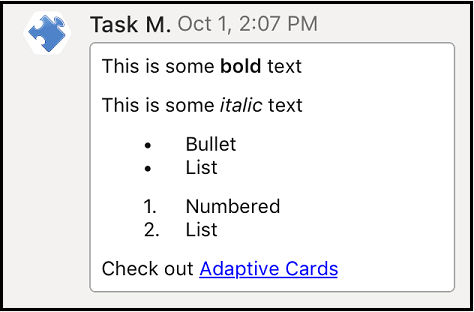 Task M. Oct 1, 2:07 PM
This is some bold text
This is some italic text
• Bullet
• List
1. Numbered
2. List
Check out Adaptive Cards